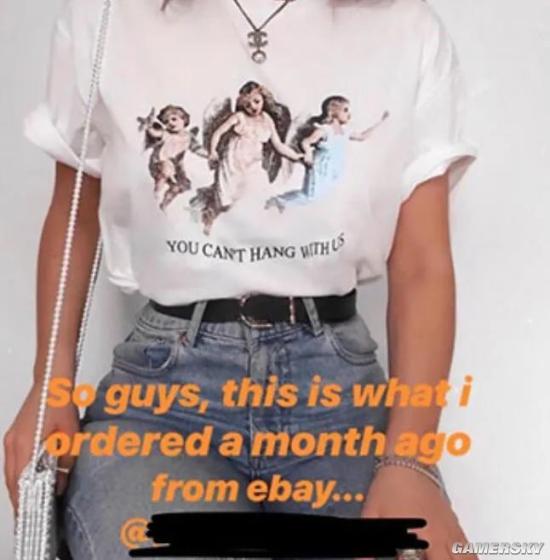 YOU CAN'T HANG WITH US
So guys, this is what i
ordered a month ago
from ebay...
@
GAMERSKY